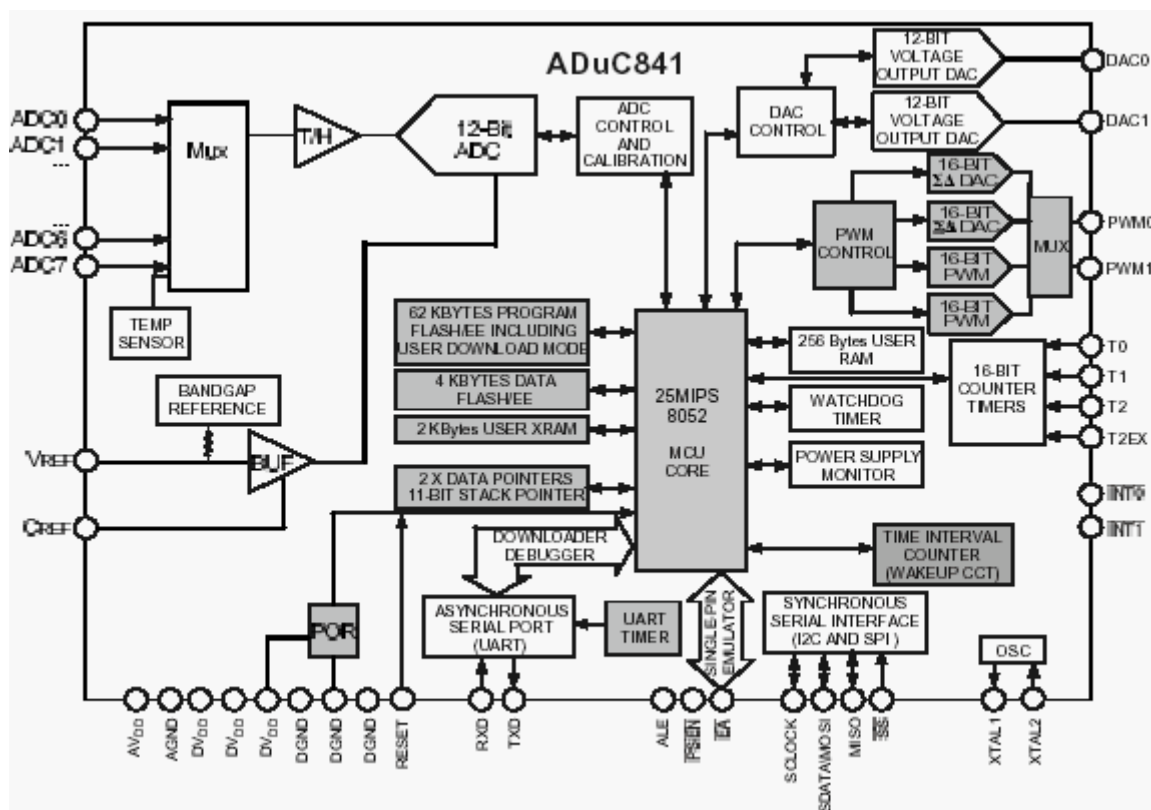 ADuC841
12-BIT
VOLTAGE
OUTPUT DAC
DAC0
12-BIT
VOLTAGE
OUTPUT DAC
DAC1
DAC
CONTROL
ADC
CONTROL
AND
CALIBRATION
12-Bit
ADC
T/H
Mux
ADC0
ADC1
...
...
ADC6
ADC7
TEMP
SENSOR
16-BIT
ΣΔ DAC
16-BIT
ΣΔ DAC
16-BIT
PWM
16-BIT
PWM
PWM
CONTROL
MUX
PWM0
PWM1
62 KBYTES PROGRAM
FLASH/EE INCLUDING
USER DOWNLOAD MODE
4 KBYTES DATA
FLASH/EE
2 KBytes USER XRAM
2 X DATA POINTERS
11-BIT STACK POINTER
25MIPS
8052
MCU
CORE
256 Bytes USER
RAM
WATCHDOG
TIMER
POWER SUPPLY
MONITOR
16-BIT
COUNTER
TIMERS
T0
T1
T2
T2EX
INT0
INT1
BANDGAP
REFERENCE
VREF
BUF
CREF
DOWNLOADER
DEBUGGER
TIME INTERVAL
COUNTER
(WAKEUP CCT)
POR
ASYNCHRONOUS
SERIAL PORT
(UART)
UART
TIMER
SINGLE-PIN
EMULATOR
SYNCHRONOUS
SERIAL INTERFACE
(I2C AND SPI )
OSC
AVDD
AGND
DVDD
DVDD
DVDD
DGND
DGND
DGND
RESET
RXD
TXD
ALE
PSEN
EA
SCLOCK
SDATA/MOSI
MISO
SS
XTAL1
XTAL2